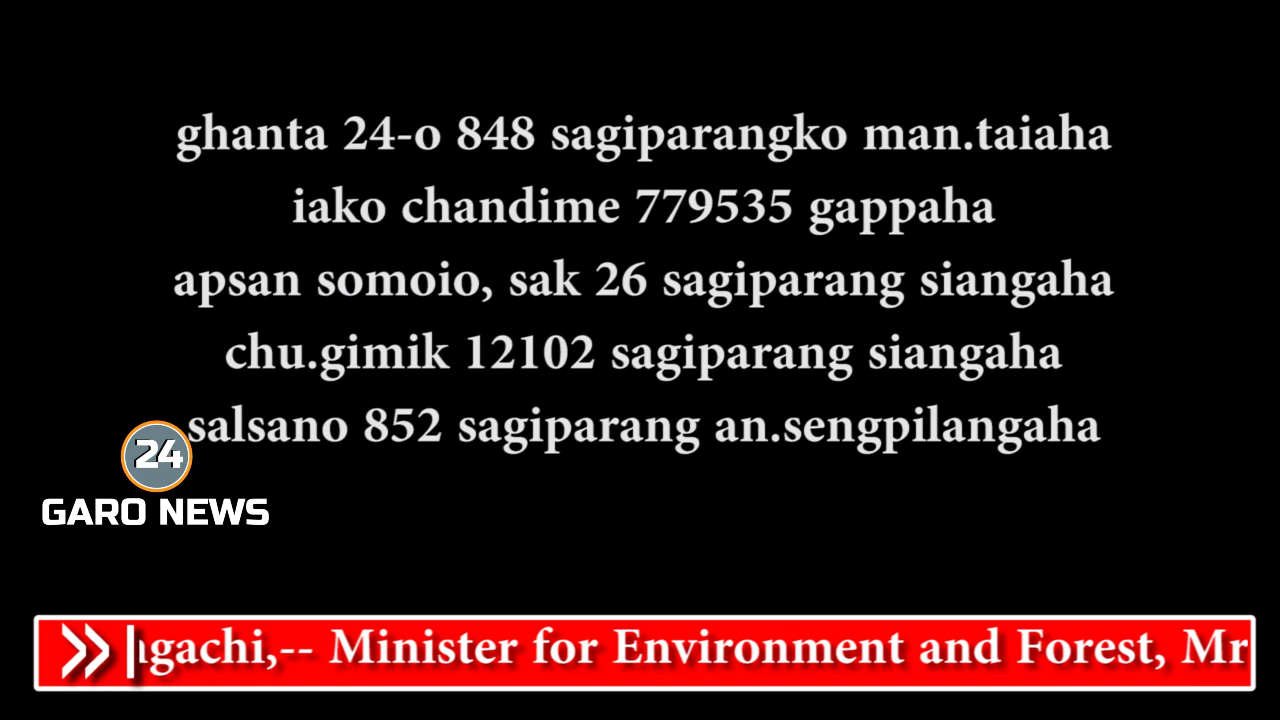 ghanta 24-o 848 sagiparangko man.taiaha
iako chandime 779535 gappaha
apsan somoio, sak 26 sagiparang siangaha
chu.gimik 12102 sagiparang siangaha
salsano 852 sagiparang an.sengpilangaha
24
GARO NEWS
Minister for Environment and Forest, Mr